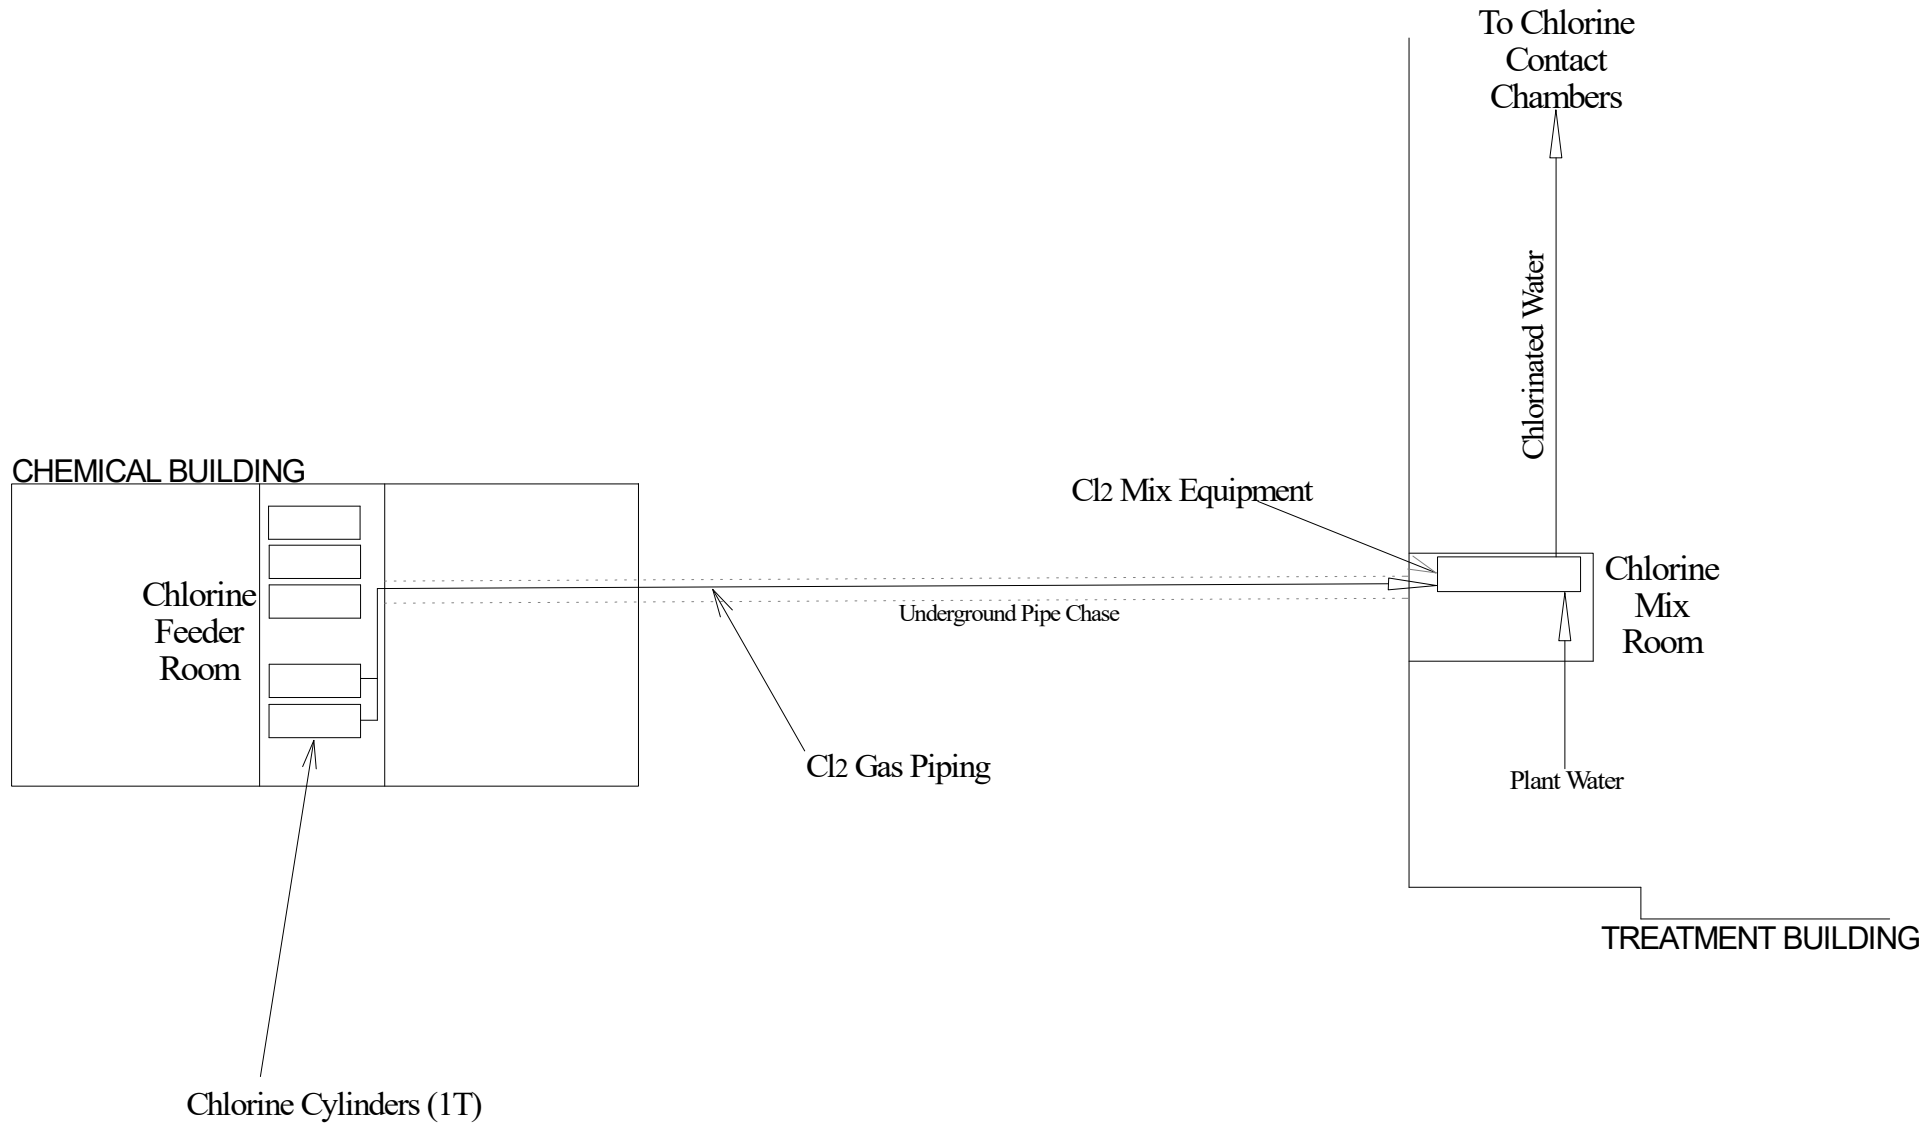 To Chlorine
Contact
Chambers
Chlorinated Water
CHEMICAL BUILDING
Cl2 Mix Equipment
Chlorine
Feeder
Room
Underground Pipe Chase
Chlorine
Mix
Room
Cl2 Gas Piping
Plant Water
TREATMENT BUILDING
Chlorine Cylinders (1T)